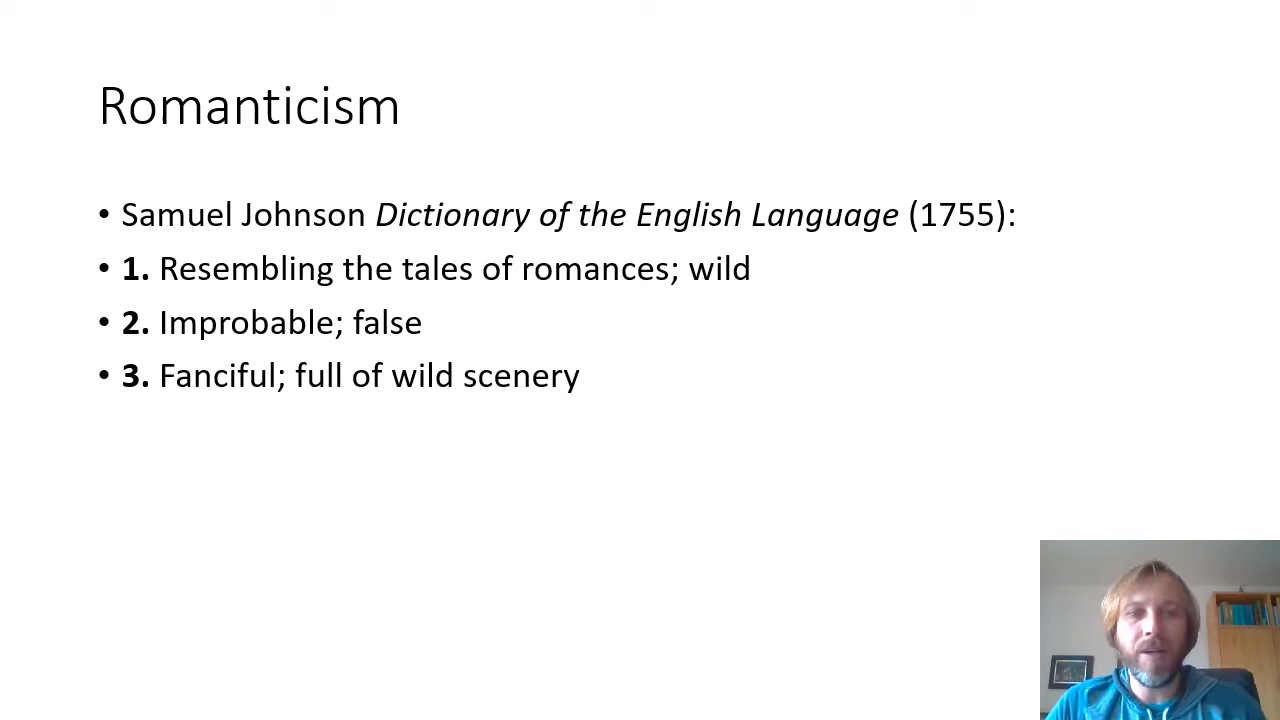 Romanticism
• Samuel Johnson Dictionary of the English Language (1755):
• 1. Resembling the tales of romances; wild
• 2. Improbable; false
• 3. Fanciful; full of wild scenery